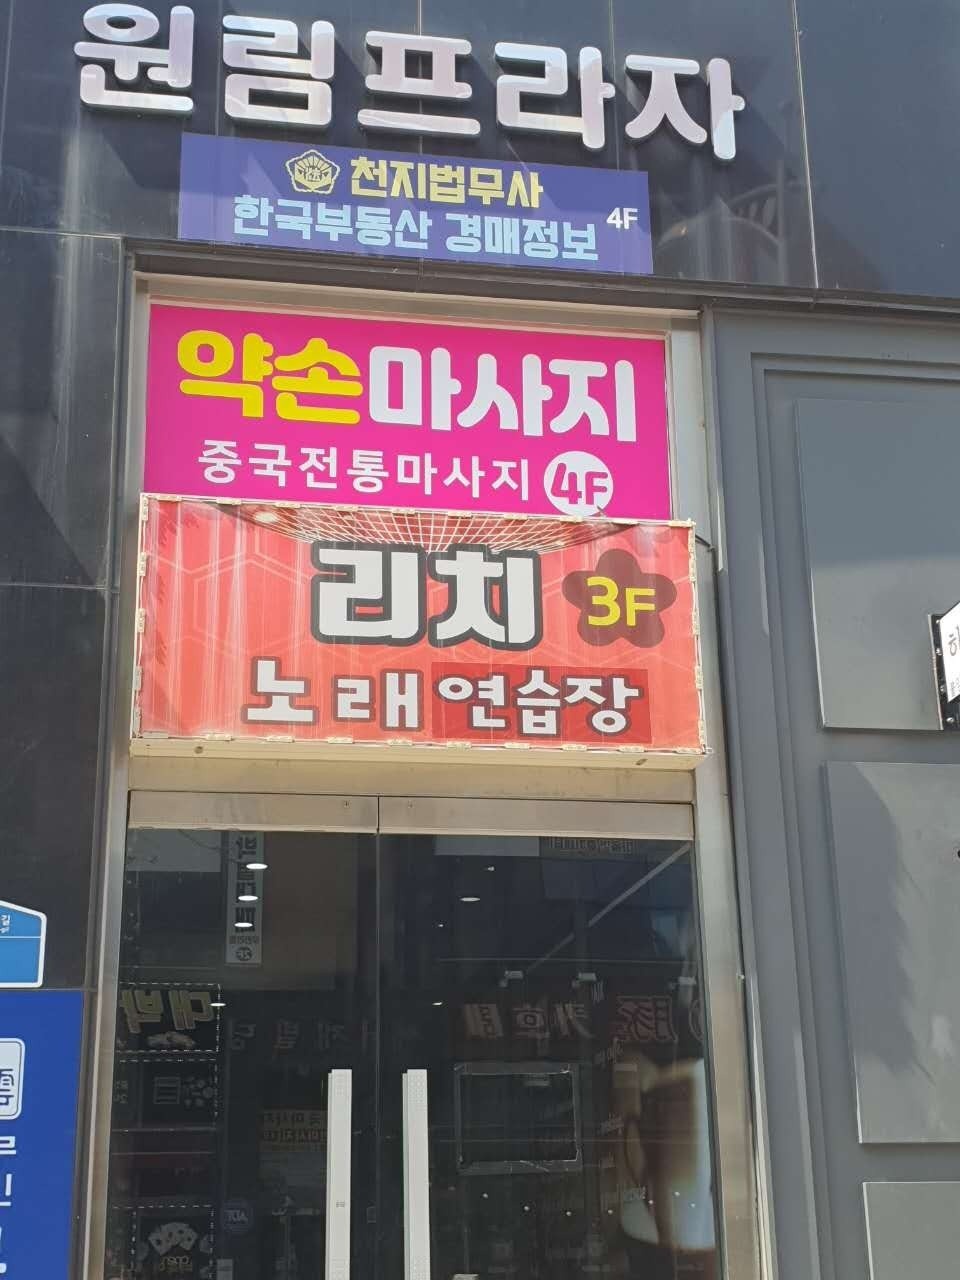 원림프라자
천지법무사
한국부동산 경매정보 4F
약손마사지
중국전통마사지 4F
리치 3F
노래연습장